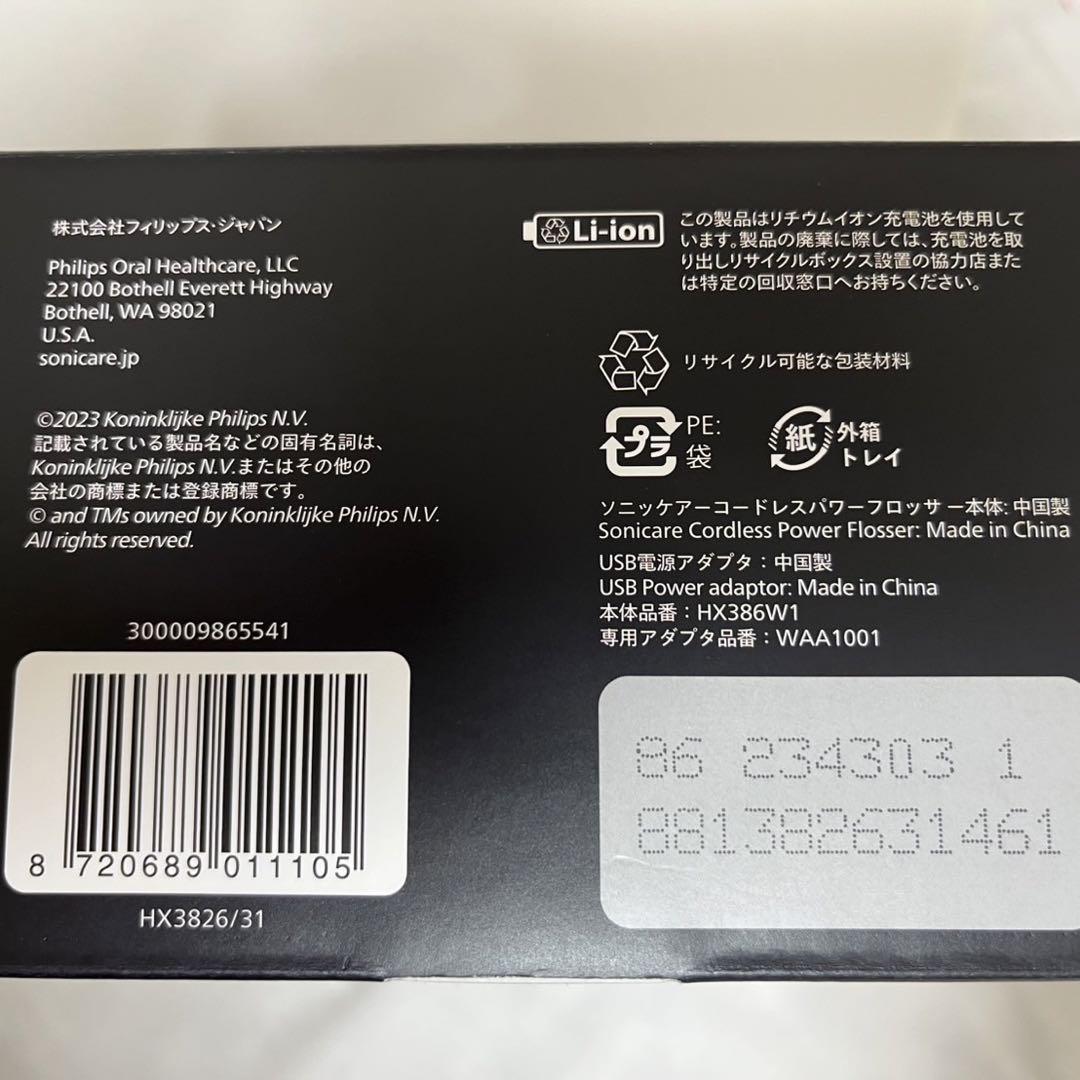 株式会社フィリップス・ジャパン
Philips Oral Healthcare, LLC
22100 Bothell Everett Highway
Bothell, WA 98021
U.S.A.
sonicare.jp
©2023 Koninklijke Philips N.V.
記載されている製品名などの固有名詞は、
Koninklijke Philips N.V.またはその他の
会社の商標または登録商標です。
© and TMs owned by Koninklijke Philips N.V.
All rights reserved.
300009865541
8 720689 011105
HX3826/31
Li-ion
この製品はリチウムイオン充電池を使用して
います。製品の廃棄に際しては、充電池を取
り出しリサイクルボックス設置の協力店また
は特定の回収窓口へお持ちください。
リサイクル可能な包装材料
プラ PE:
袋
紙 外箱
トレイ
ソニッケアーコードレスパワーフロッサー本体: 中国製
Sonicare Cordless Power Flosser: Made in China
USB電源アダプタ：中国製
USB Power adaptor: Made in China
本体品番：HX386W1
専用アダプタ品番：WAA1001
86 234303 1
881382631461